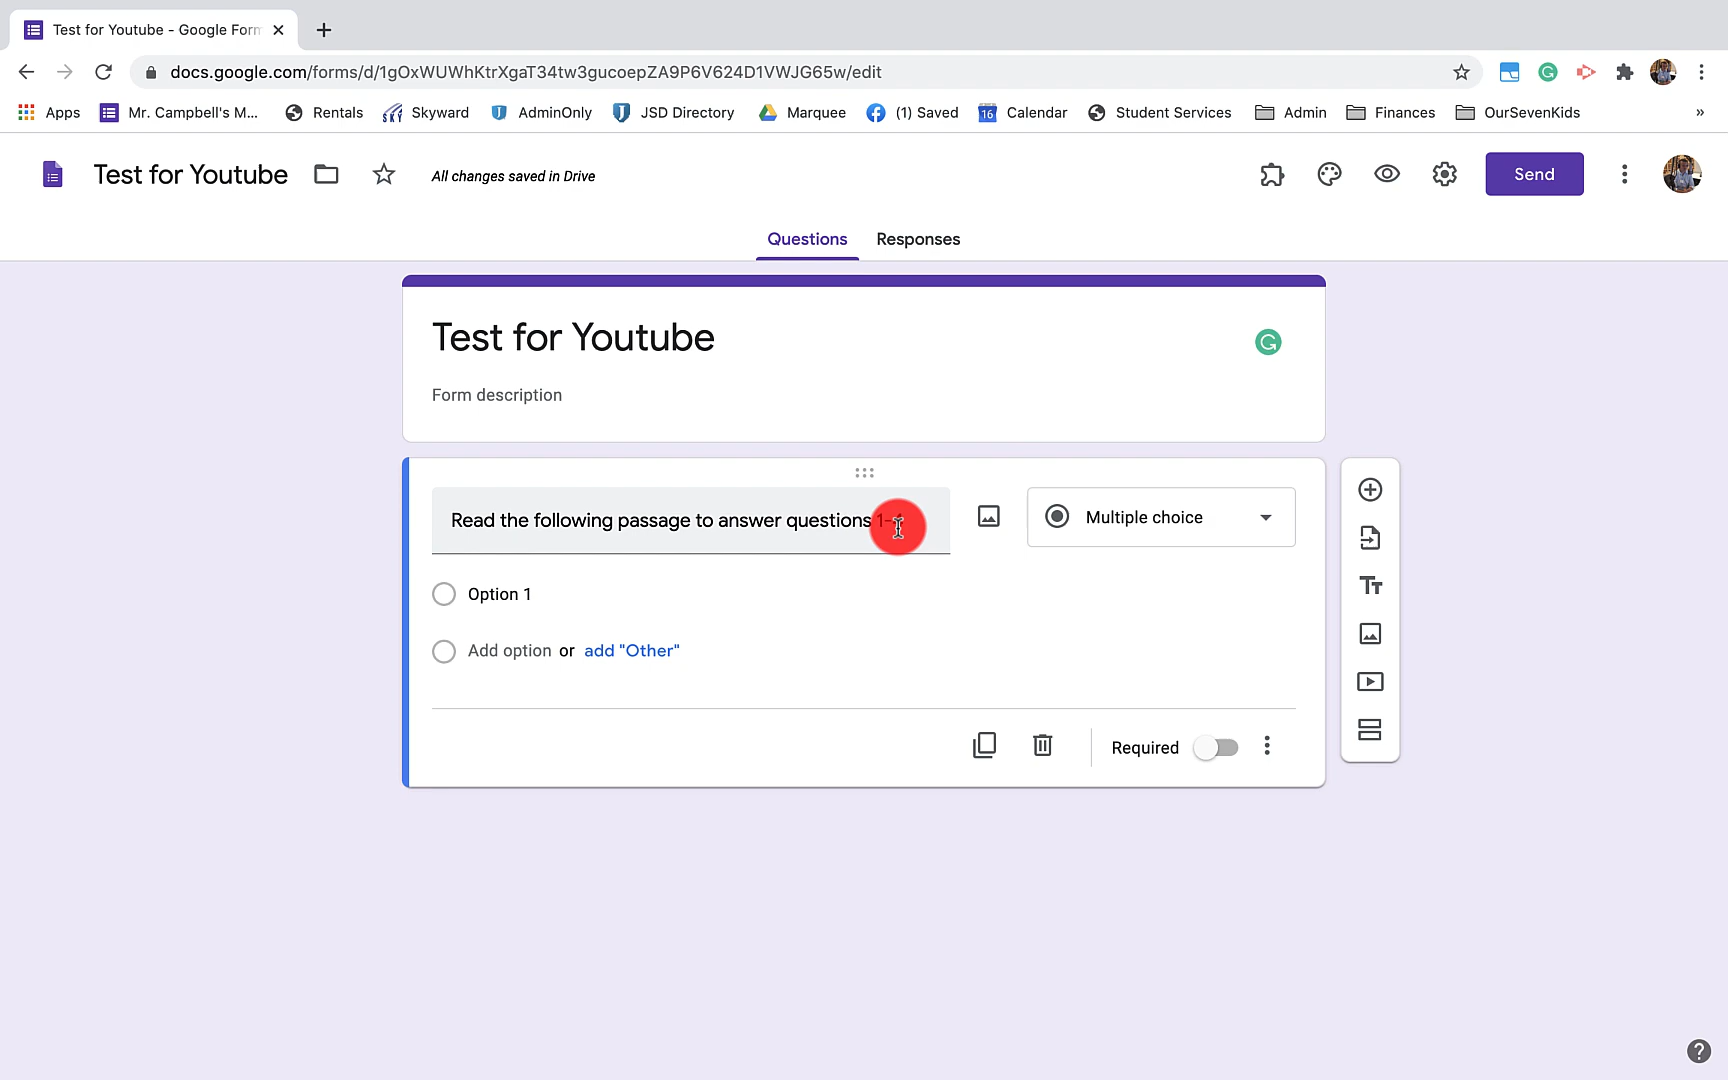 Test for Youtube - Google Form
docs.google.com/forms/d/1gOxWUWhKtrXgaT34tw3gucoepZA9P6V624D1VWJG65w/edit
Apps Mr. Campbell's M... Rentals Skyward AdminOnly JSD Directory Marquee (1) Saved 16 Calendar Student Services Admin Finances OurSevenKids »
Test for Youtube All changes saved in Drive Send
Questions Responses
Test for Youtube
Form description
Read the following passage to answer questions
Multiple choice
Option 1
Add option or add "Other"
Required